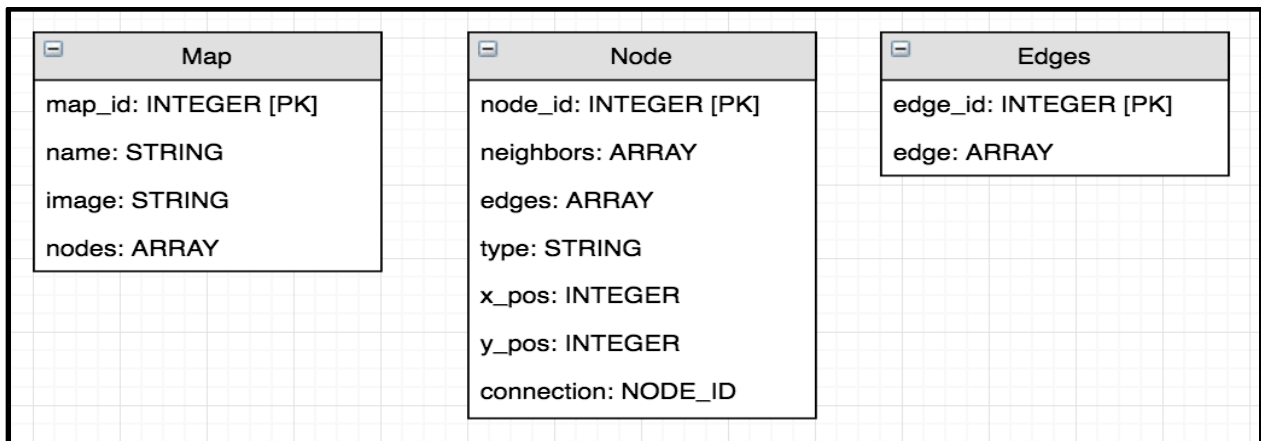 Map
map_id: INTEGER [PK]
name: STRING
image: STRING
nodes: ARRAY
Node
node_id: INTEGER [PK]
neighbors: ARRAY
edges: ARRAY
type: STRING
x_pos: INTEGER
y_pos: INTEGER
connection: NODE_ID
Edges
edge_id: INTEGER [PK]
edge: ARRAY